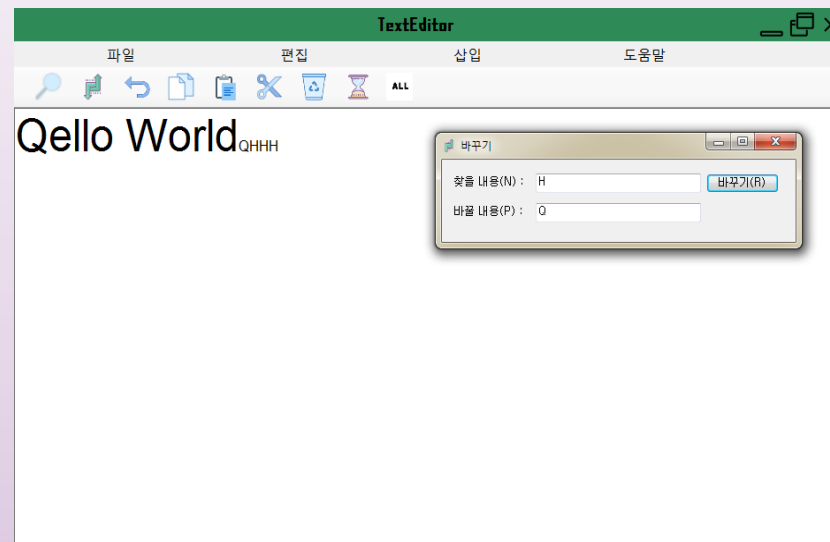 TextEditor
파일 편집 삽입 도움말
ALL
Qello WorldQHHH
바꾸기
찾을 내용(N) : H 바꾸기(R)
바꿀 내용(P) : Q